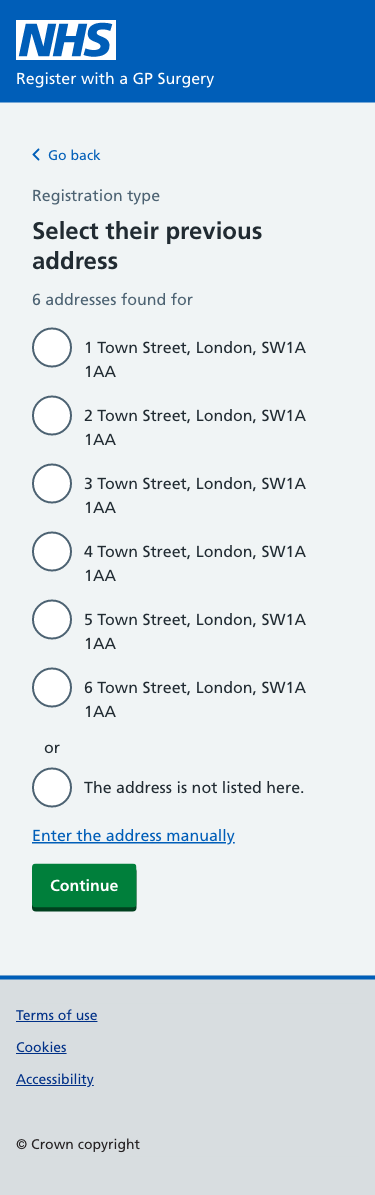 NHS
Register with a GP Surgery
Go back
Registration type
Select their previous
address
6 addresses found for
1 Town Street, London, SW1A
1AA
2 Town Street, London, SW1A
1AA
3 Town Street, London, SW1A
1AA
4 Town Street, London, SW1A
1AA
5 Town Street, London, SW1A
1AA
6 Town Street, London, SW1A
1AA
or
The address is not listed here.
Enter the address manually
Continue
Terms of use
Cookies
Accessibility
© Crown copyright